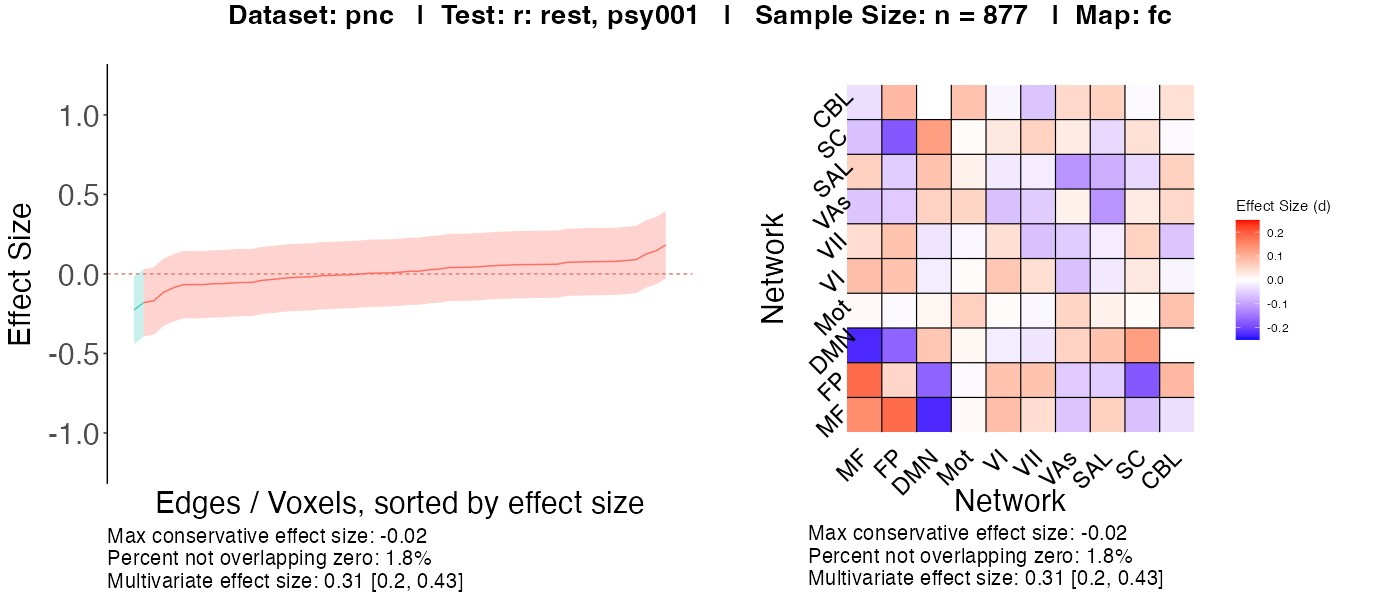 Dataset: pnc | Test: r: rest, psy001 | Sample Size: n = 877 | Map: fc
Effect Size
1.0
0.5
0.0
-0.5
-1.0
Edges / Voxels, sorted by effect size
Max conservative effect size: -0.02
Percent not overlapping zero: 1.8%
Multivariate effect size: 0.31 [0.2, 0.43]
Network
CBL
SC
SAL
VAs
VII
VI
Mot
DMN
FP
MF
MF
FP
DMN
Mot
VI
VII
VAs
SAL
SC
CBL
Network
Effect Size (d)
0.2
0.1
0.0
-0.1
-0.2
Max conservative effect size: -0.02
Percent not overlapping zero: 1.8%
Multivariate effect size: 0.31 [0.2, 0.43]